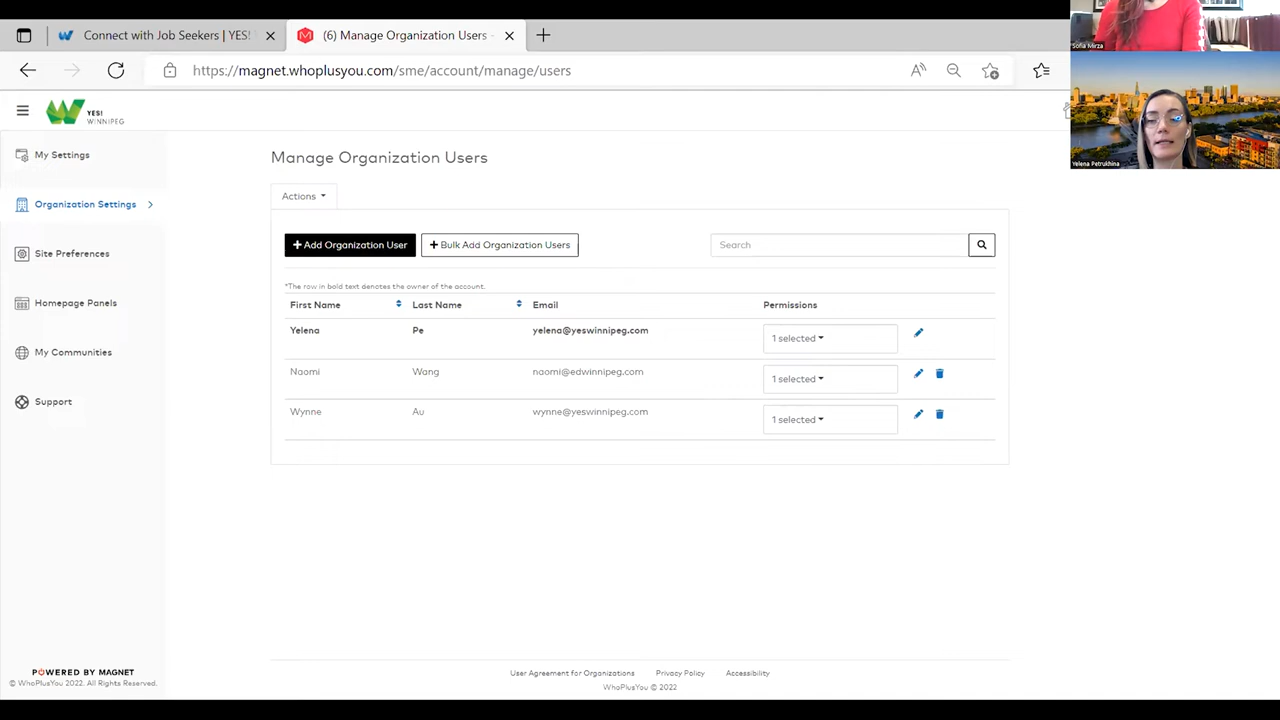 Connect with Job Seekers | YES!
(6) Manage Organization Users -
https://magnet.whoplusyou.com/sme/account/manage/users
Sofia Mirza
Yelena Petrukhina
YES!
WINNIPEG
My Settings
Organization Settings
Site Preferences
Homepage Panels
My Communities
Support
Manage Organization Users
Actions
Add Organization User
Bulk Add Organization Users
Search
*The row in bold text denotes the owner of the account.
First Name Last Name Email Permissions
Yelena Pe yelena@yeswinnipeg.com 1 selected
Naomi Wang naomi@edwinnipeg.com 1 selected
Wynne Au wynne@yeswinnipeg.com 1 selected
POWERED BY MAGNET
© WhoPlusYou 2022. All Rights Reserved.
User Agreement for Organizations Privacy Policy Accessibility
WhoPlusYou © 2022